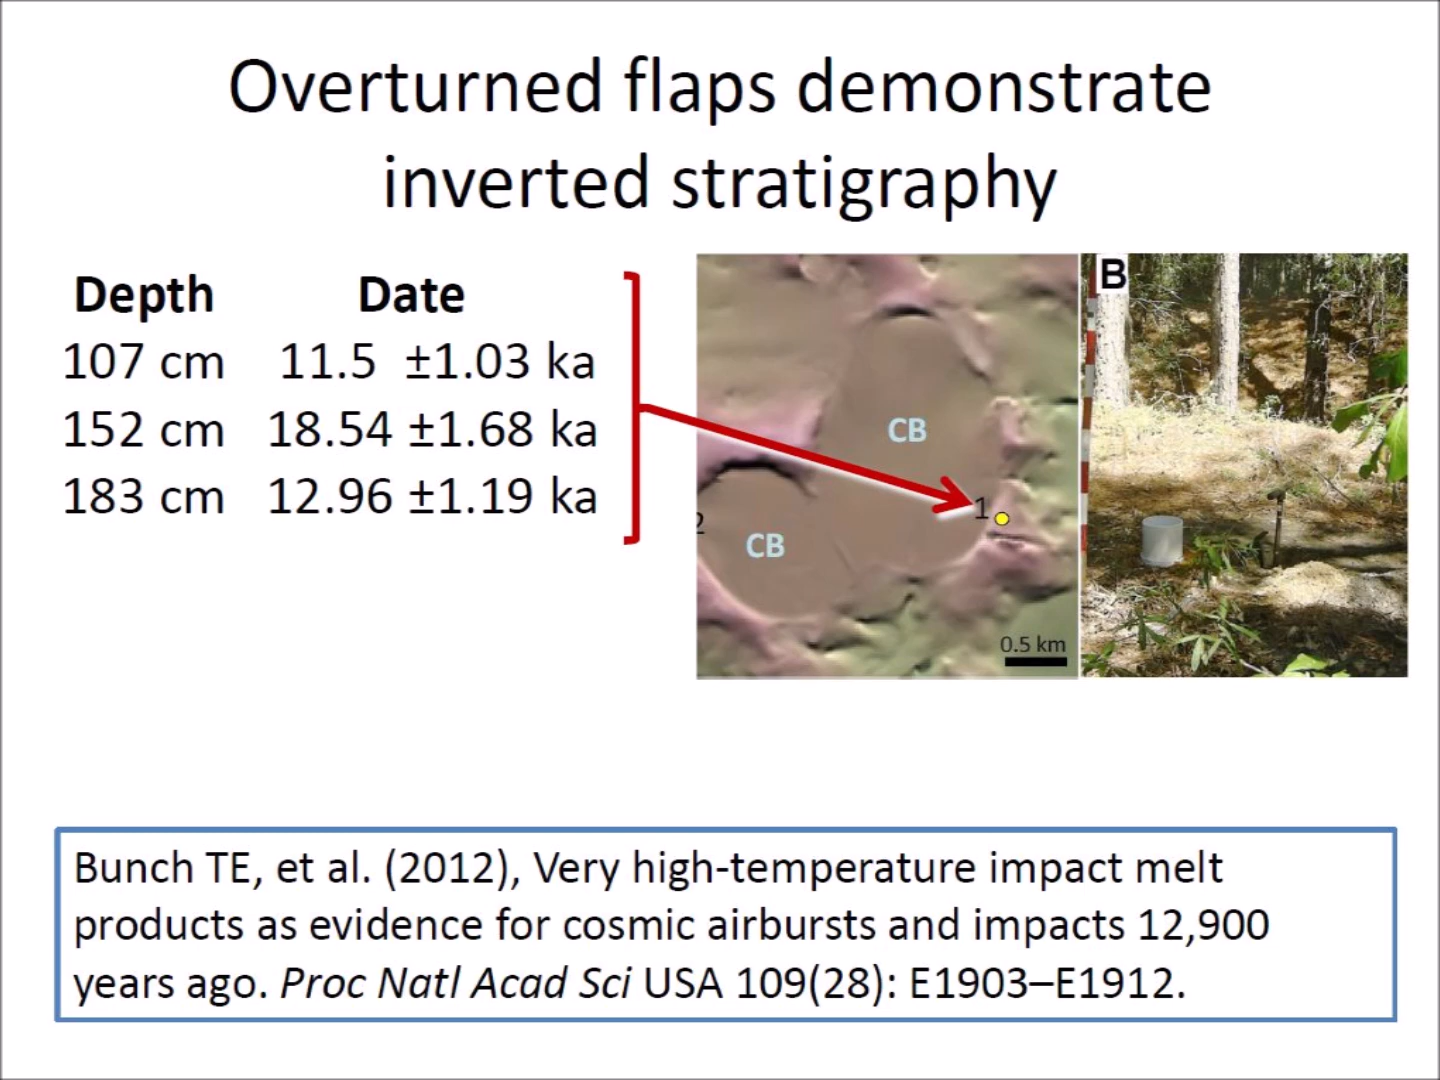 Overturned flaps demonstrate
inverted stratigraphy
Depth Date
107 cm 11.5 ±1.03 ka
152 cm 18.54 ±1.68 ka
183 cm 12.96 ±1.19 ka
B
CB
1
2
CB
0.5 km
Bunch TE, et al. (2012), Very high-temperature impact melt
products as evidence for cosmic airbursts and impacts 12,900
years ago. Proc Natl Acad Sci USA 109(28): E1903–E1912.